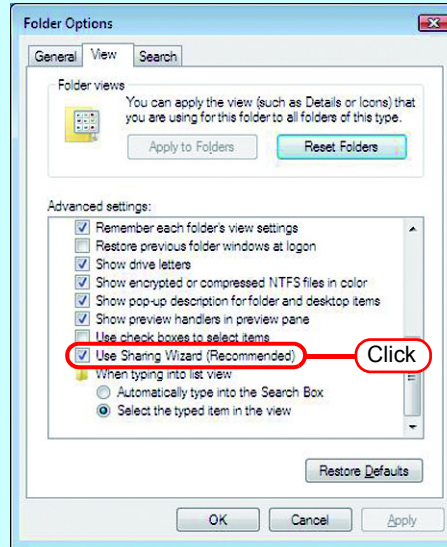 Folder Options
General
View
Search
Folder views
You can apply the view (such as Details or Icons) that
you are using for this folder to all folders of this type.
Apply to Folders
Reset Folders
Advanced settings:
Remember each folder's view settings
Restore previous folder windows at logon
Show drive letters
Show encrypted or compressed NTFS files in color
Show pop-up description for folder and desktop items
Show preview handlers in preview pane
Use check boxes to select items
Use Sharing Wizard (Recommended)
Click
When typing into list view
Automatically type into the Search Box
Select the typed item in the view
Restore Defaults
OK
Cancel
Apply